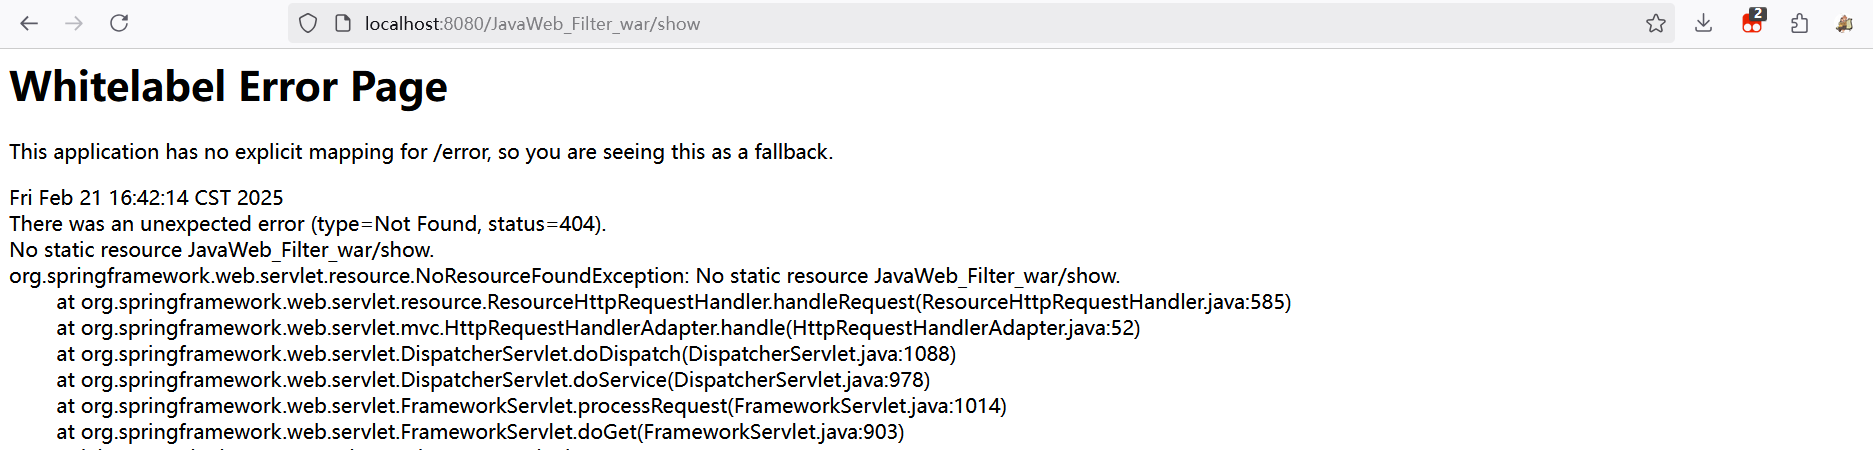 localhost:8080/JavaWeb_Filter_war/show
2
Whitelabel Error Page
This application has no explicit mapping for /error, so you are seeing this as a fallback.
Fri Feb 21 16:42:14 CST 2025
There was an unexpected error (type=Not Found, status=404).
No static resource JavaWeb_Filter_war/show.
org.springframework.web.servlet.resource.NoResourceFoundException: No static resource JavaWeb_Filter_war/show.
at org.springframework.web.servlet.resource.ResourceHttpRequestHandler.handleRequest(ResourceHttpRequestHandler.java:585)
at org.springframework.web.servlet.mvc.HttpRequestHandlerAdapter.handle(HttpRequestHandlerAdapter.java:52)
at org.springframework.web.servlet.DispatcherServlet.doDispatch(DispatcherServlet.java:1088)
at org.springframework.web.servlet.DispatcherServlet.doService(DispatcherServlet.java:978)
at org.springframework.web.servlet.FrameworkServlet.processRequest(FrameworkServlet.java:1014)
at org.springframework.web.servlet.FrameworkServlet.doGet(FrameworkServlet.java:903)